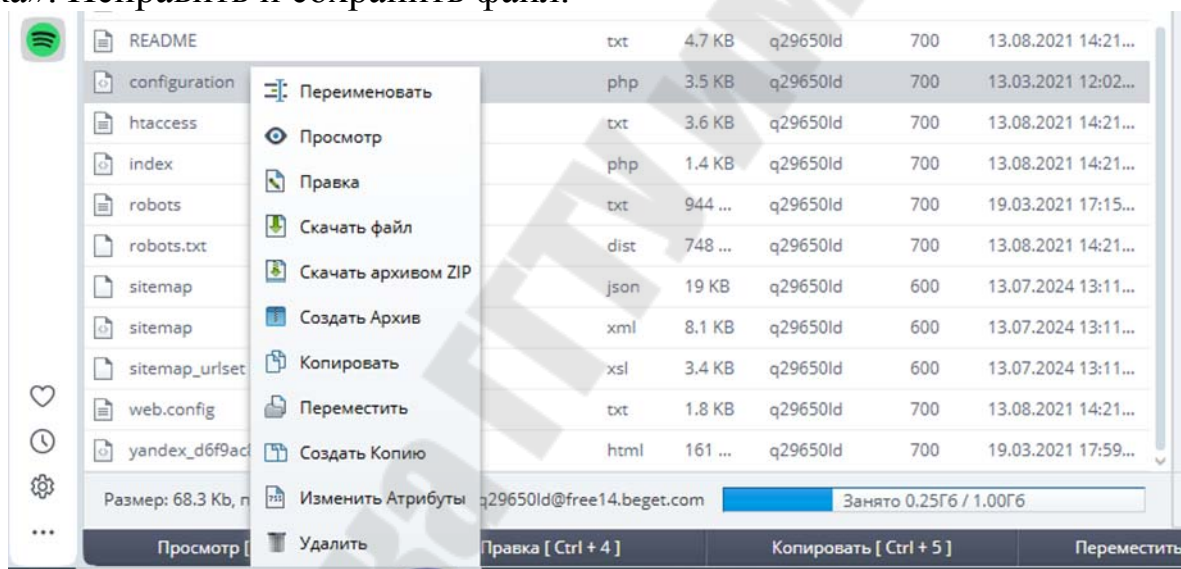 Исправить и сохранить файл.
README txt 4.7 KB q29650ld 700 13.08.2021 14:21...
configuration php 3.5 KB q29650ld 700 13.03.2021 12:02...
Переименовать
htaccess txt 3.6 KB q29650ld 700 13.08.2021 14:21...
Просмотр
index php 1.4 KB q29650ld 700 13.08.2021 14:21...
Правка
robots txt 944 ... q29650ld 700 19.03.2021 17:15...
Скачать файл
robots.txt dist 748 ... q29650ld 700 13.08.2021 14:21...
Скачать архивом ZIP
sitemap json 19 KB q29650ld 600 13.07.2024 13:11...
Создать Архив
sitemap xml 8.1 KB q29650ld 600 13.07.2024 13:11...
Копировать
sitemap_urlset xsl 3.4 KB q29650ld 600 13.07.2024 13:11...
Переместить
web.config txt 1.8 KB q29650ld 700 13.08.2021 14:21...
Создать Копию
html 161 ... q29650ld 700 19.03.2021 17:59...
Изменить Атрибуты
Размер: 68.3 Kb, п q29650ld@free14.beget.com Занято 0.25Гб / 1.00Гб
Удалить
Просмотр [ Правка [ Ctrl + 4 ] Копировать [ Ctrl + 5 ] Переместить